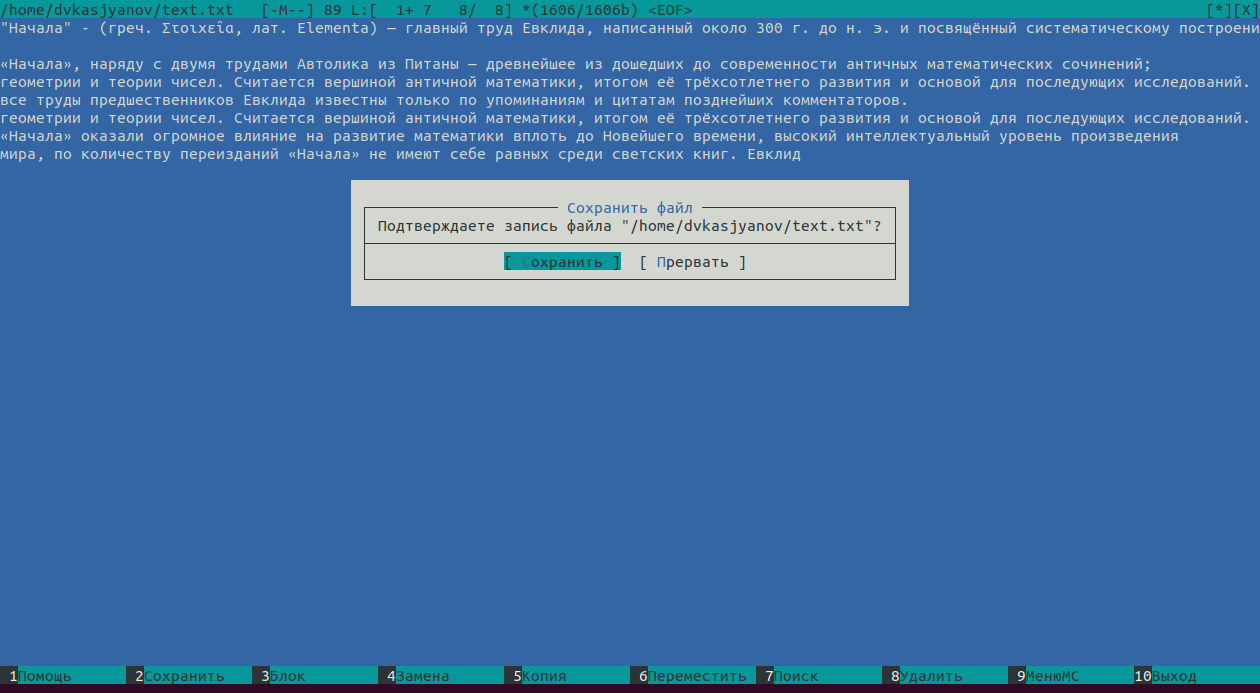 /home/dvkasjyanov/text.txt [-M--] 89 L:[ 1+ 7 8/ 8] *(1606/1606b) <EOF> [*][X]
"Начала" - (греч. Στοιχεῖα, лат. Elementa) — главный труд Евклида, написанный около 300 г. до н. э. и посвящённый систематическому построени
«Начала», наряду с двумя трудами Автолика из Питаны — древнейшее из дошедших до современности античных математических сочинений;
геометрии и теории чисел. Считается вершиной античной математики, итогом её трёхсотлетнего развития и основой для последующих исследований.
все труды предшественников Евклида известны только по упоминаниям и цитатам позднейших комментаторов.
геометрии и теории чисел. Считается вершиной античной математики, итогом её трёхсотлетнего развития и основой для последующих исследований.
«Начала» оказали огромное влияние на развитие математики вплоть до Новейшего времени, высокий интеллектуальный уровень произведения
мира, по количеству переизданий «Начала» не имеют себе равных среди светских книг. Евклид
Сохранить файл
Подтверждаете запись файла "/home/dvkasjyanov/text.txt"?
[ Сохранить ] [ Прервать ]
1Помощь 2Сохранить 3Блок 4Замена 5Копия 6Переместить 7Поиск 8Удалить 9МенюMC 10Выход